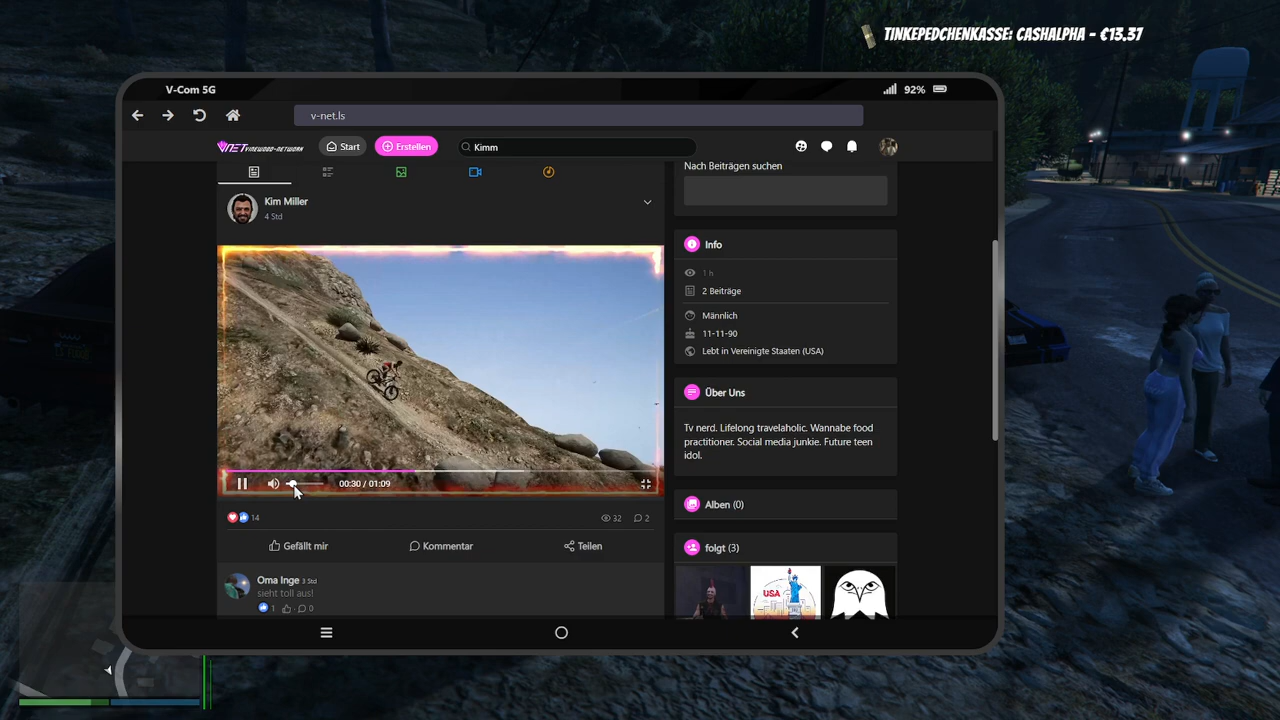 TINKEPEDCHENKASSE: CASHALPHA - €13.37
V-Com 5G
92%
v-net.ls
VNET VINEWOOD-NETWORK
Start
Erstellen
Kimm
Nach Beiträgen suchen
Kim Miller
4 Std
00:30 / 01:09
14
32
2
Gefällt mir
Kommentar
Teilen
Oma Inge 3 Std
sieht toll aus!
1
0
Info
1 h
2 Beiträge
Männlich
11-11-90
Lebt in Vereinigte Staaten (USA)
Über Uns
Tv nerd. Lifelong travelaholic. Wannabe food
practitioner. Social media junkie. Future teen
idol.
Alben (0)
folgt (3)
USA